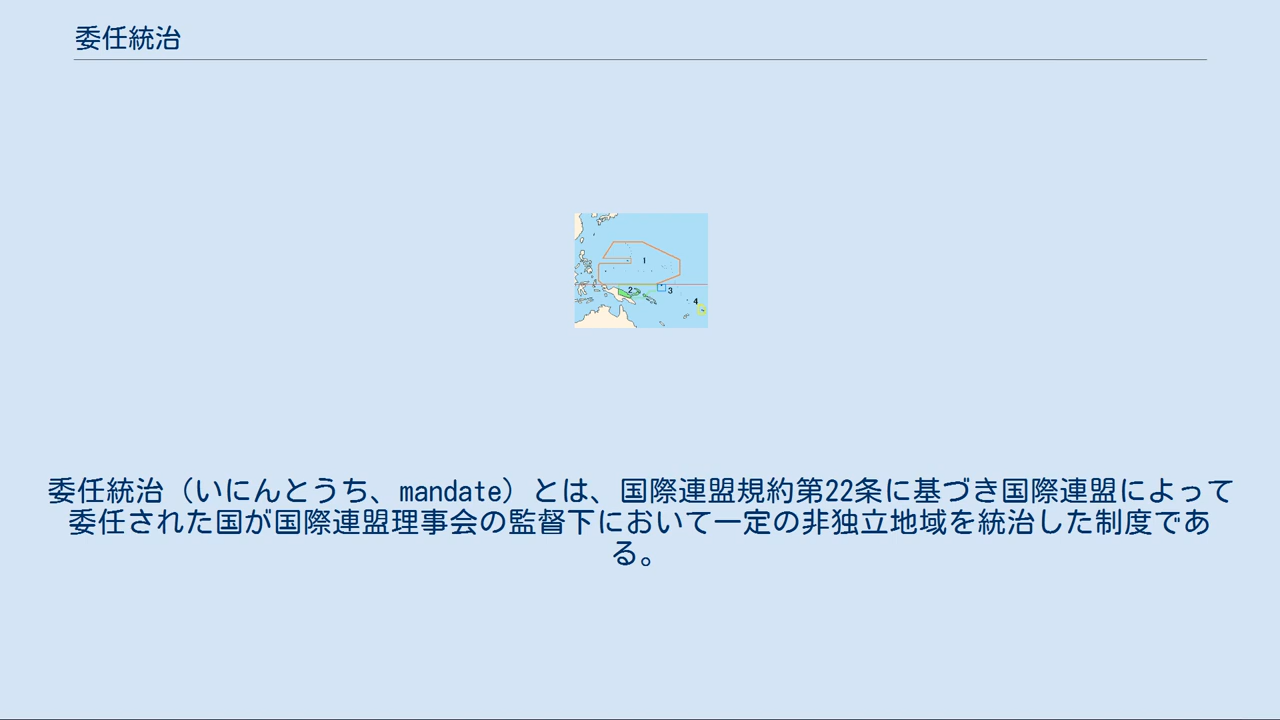 委任統治
1
2
3
4
委任統治（いにんとうち、mandate）とは、国際連盟規約第22条に基づき国際連盟によって
委任された国が国際連盟理事会の監督下において一定の非独立地域を統治した制度であ
る。